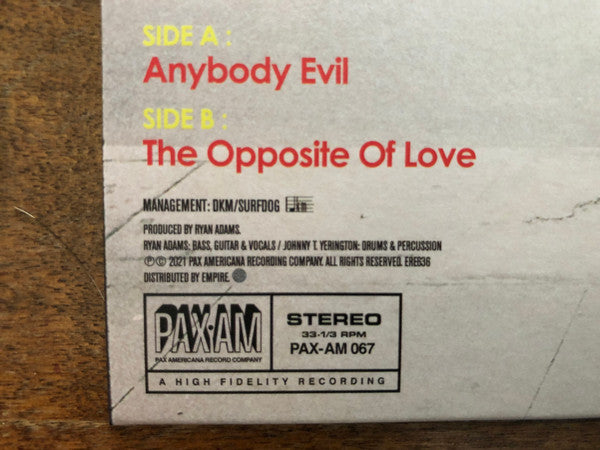 SIDE A :
Anybody Evil
SIDE B :
The Opposite Of Love
MANAGEMENT: DKM/SURFDOG dkm
PRODUCED BY RYAN ADAMS.
RYAN ADAMS: BASS, GUITAR & VOCALS / JOHNNY T. YERINGTON: DRUMS & PERCUSSION
℗© 2021 PAX AMERICANA RECORDING COMPANY. ALL RIGHTS RESERVED. EREB36
DISTRIBUTED BY EMPIRE.
PAX·AM
PAX AMERICANA RECORD COMPANY
STEREO
33-1/3 RPM
PAX-AM 067
A HIGH FIDELITY RECORDING